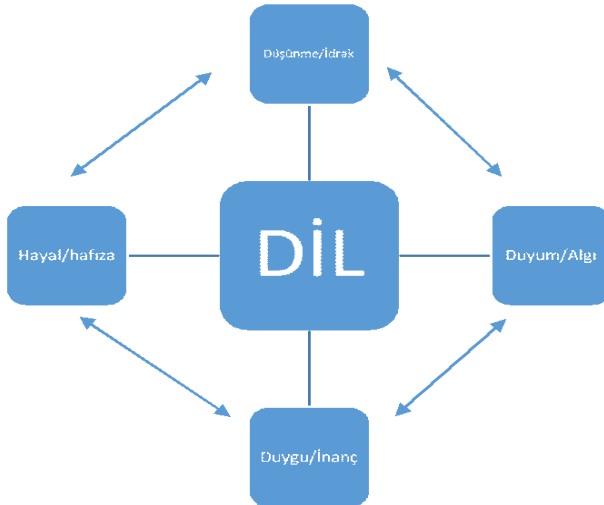 Düşünme/İdrak
Hayal/hafıza
DİL
Duyum/Algı
Duygu/İnanç